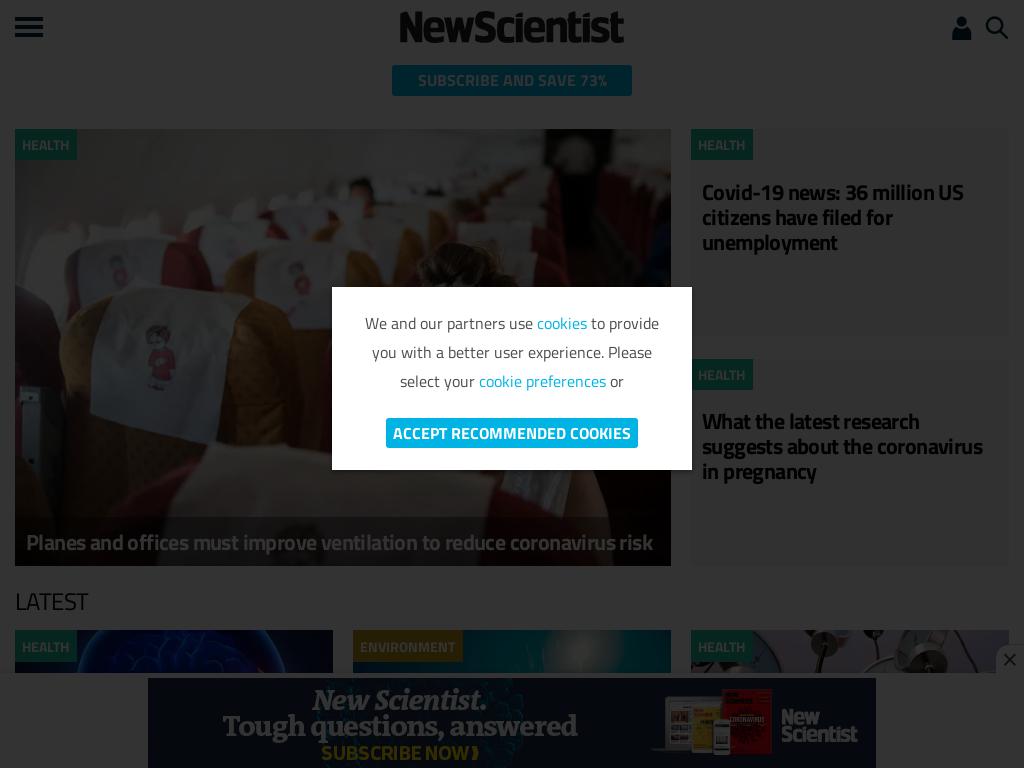 NewScientist
SUBSCRIBE AND SAVE 73%
HEALTH
Planes and offices must improve ventilation to reduce coronavirus risk
HEALTH
Covid-19 news: 36 million US
citizens have filed for
unemployment
HEALTH
What the latest research
suggests about the coronavirus
in pregnancy
We and our partners use cookies to provide
you with a better user experience. Please
select your cookie preferences or
ACCEPT RECOMMENDED COOKIES
LATEST
HEALTH
ENVIRONMENT
HEALTH
New Scientist.
Tough questions, answered
SUBSCRIBE NOW
CORONAVIRUS
New
Scientist